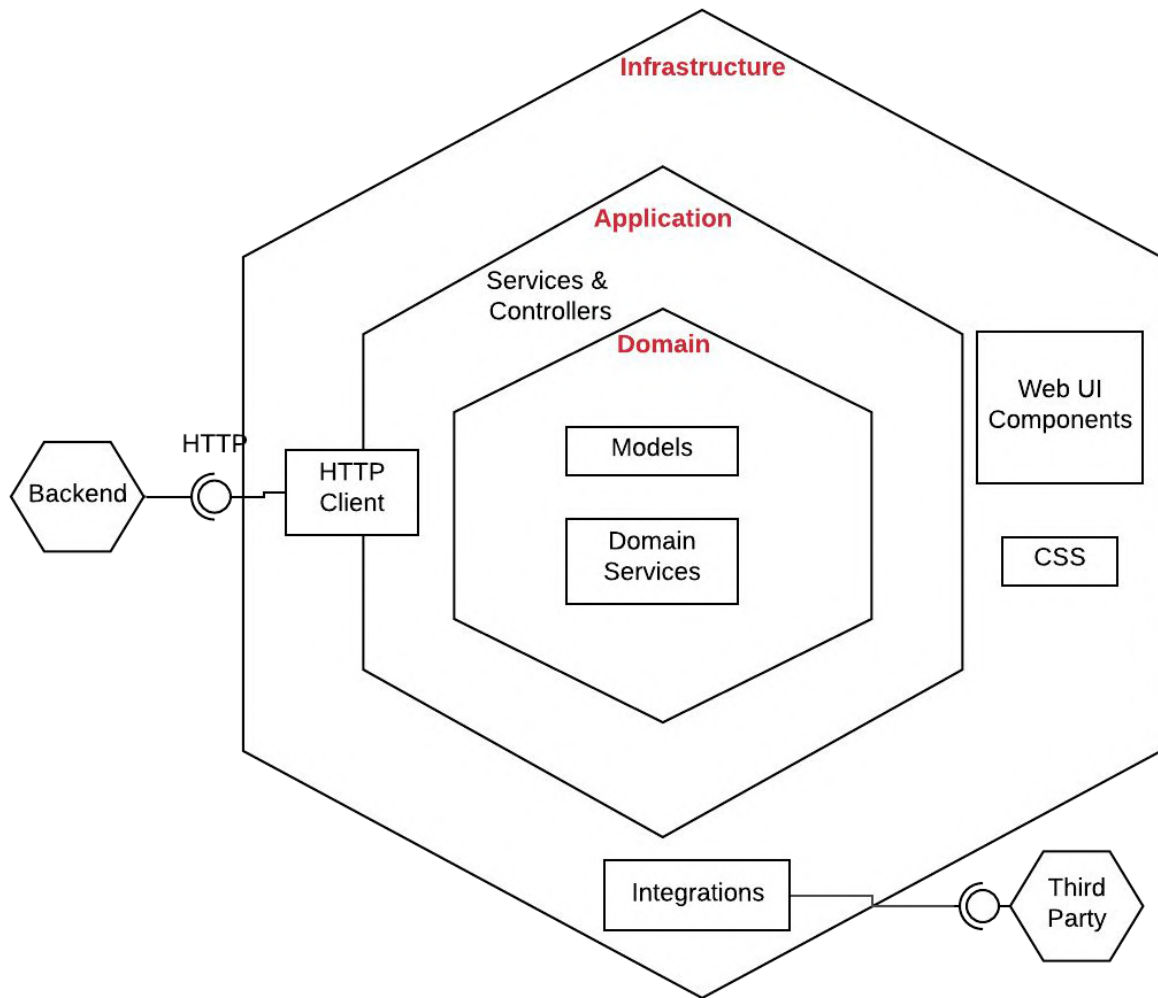 Infrastructure
Application
Services &
Controllers
Domain
Web UI
Components
Models
HTTP
HTTP
Client
Backend
Domain
Services
CSS
Integrations
Third
Party